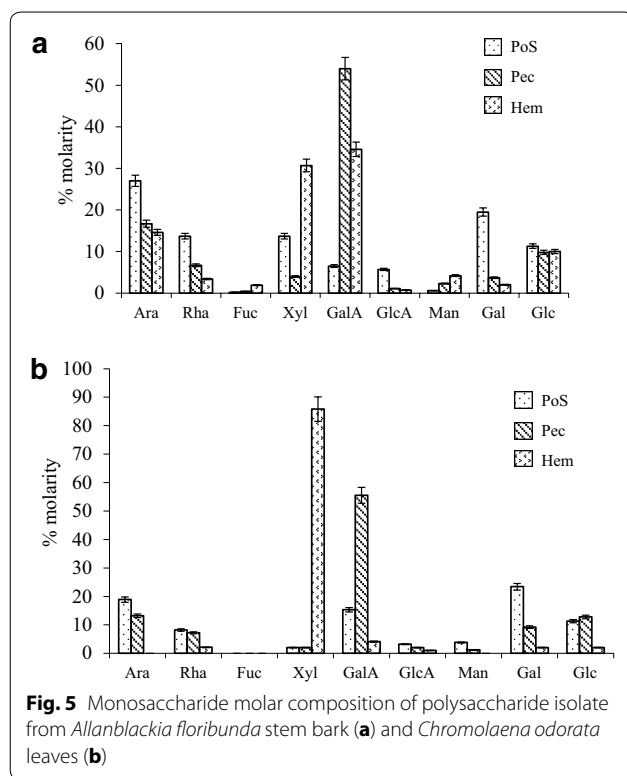 a
60
50
40
30
20
10
0
% molarity
PoS
Pec
Hem
Ara Rha Fuc Xyl GalA GlcA Man Gal Glc
b
100
90
80
70
60
50
40
30
20
10
0
% molarity
PoS
Pec
Hem
Ara Rha Fuc Xyl GalA GlcA Man Gal Glc
Fig. 5 Monosaccharide molar composition of polysaccharide isolate
from Allanblackia floribunda stem bark (a) and Chromolaena odorata
leaves (b)